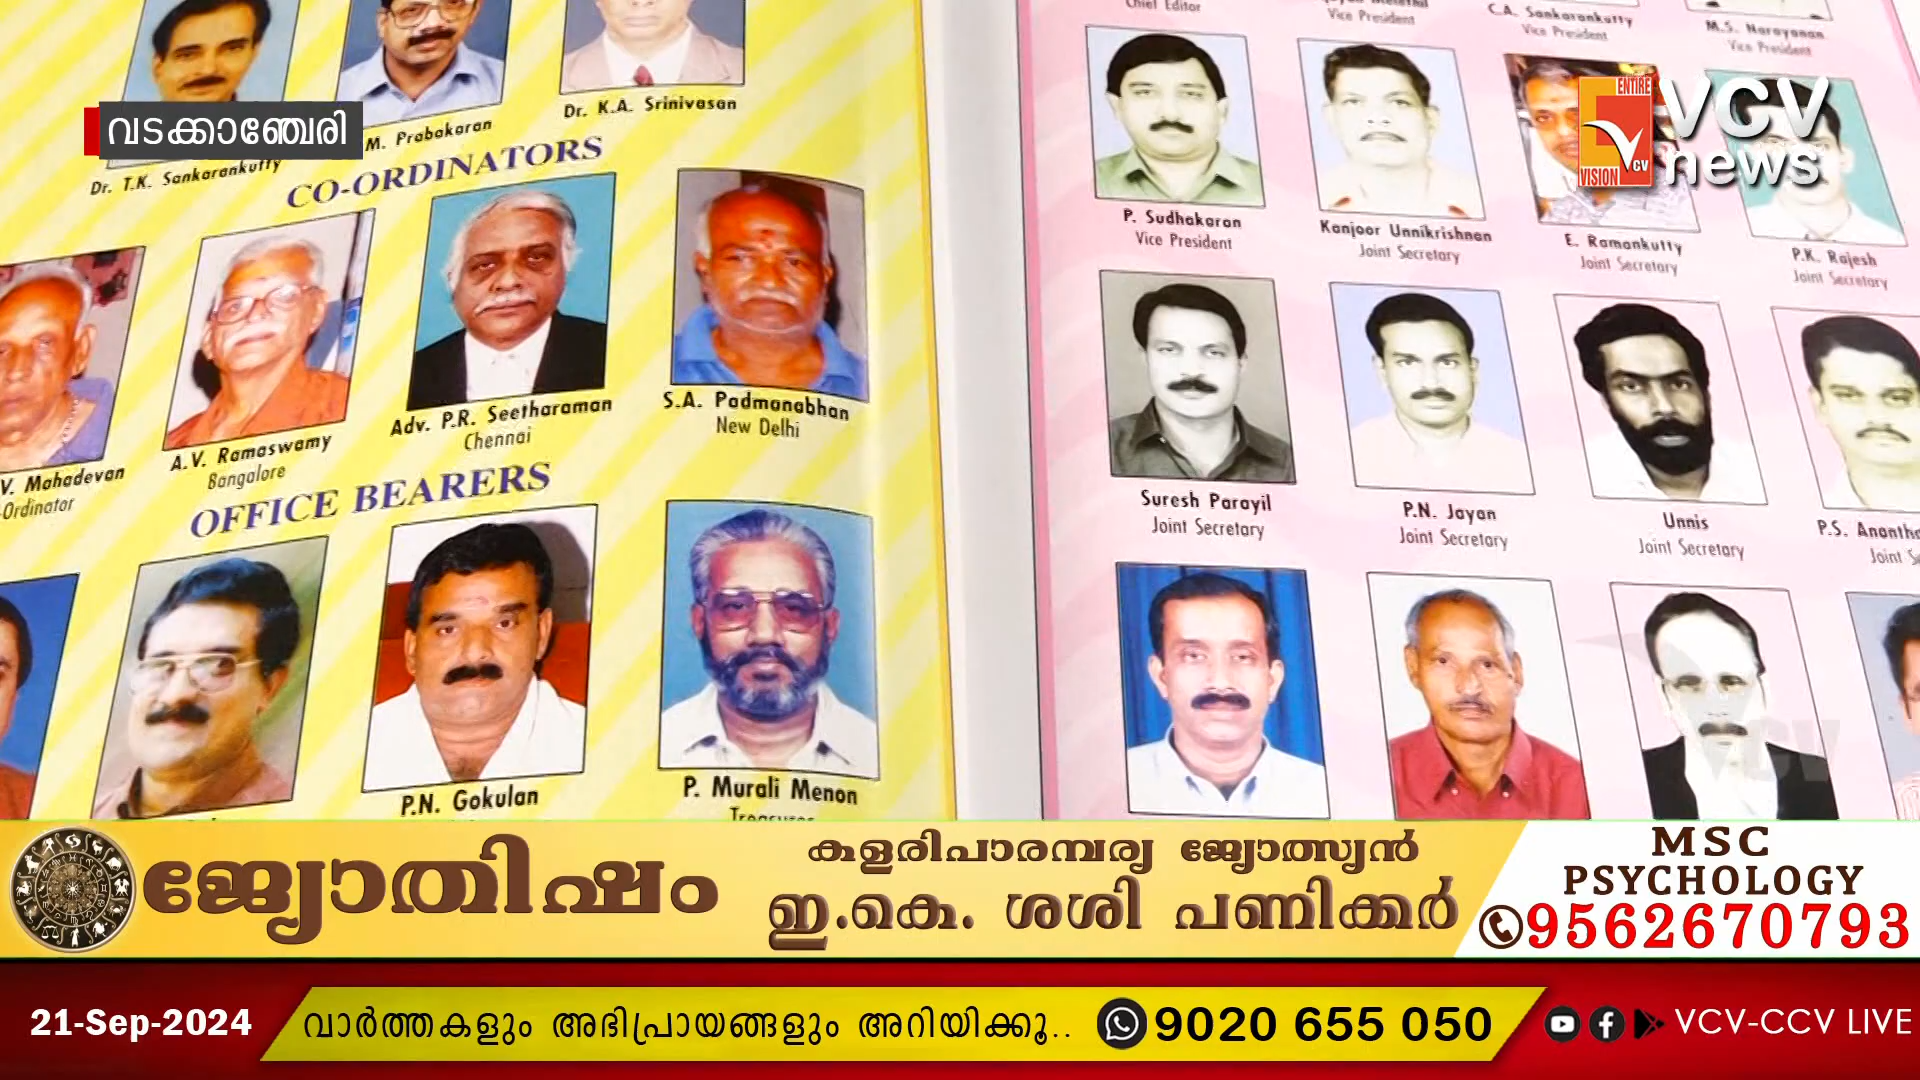 വടക്കാഞ്ചേരി
Dr. T.K. Sankarankutty
M. Prabakaran
Dr. K.A. Srinivasan
CO-ORDINATORS
V. Mahadevan
Ordinator
A.V. Ramaswamy
Bangalore
Adv. P.R. Seetharaman
Chennai
S.A. Padmanabhan
New Delhi
OFFICE BEARERS
P.N. Gokulan
P. Murali Menon
Chief Editor
Vice President
C.A. Sankarankutty
Vice President
M.S. Narayanan
Vice President
P. Sudhakaran
Vice President
Kanjoor Unnikrishnan
Joint Secretary
E. Ramankutty
Joint Secretary
P.K. Rajesh
Joint Secretary
Suresh Parayil
Joint Secretary
P.N. Jayan
Joint Secretary
Unnis
Joint Secretary
P.S.
Joint
ENTIRE
VISION
VCV
VCV
news
VCV
ജ്യോതിഷം
കളരിപാരമ്പര്യ ജ്യോത്സ്യൻ
ഇ.കെ. ശശി പണിക്കർ
MSC
PSYCHOLOGY
9562670793
21-Sep-2024
വാർത്തകളും അഭിപ്രായങ്ങളും അറിയിക്കൂ..
9020 655 050
VCV-CCV LIVE